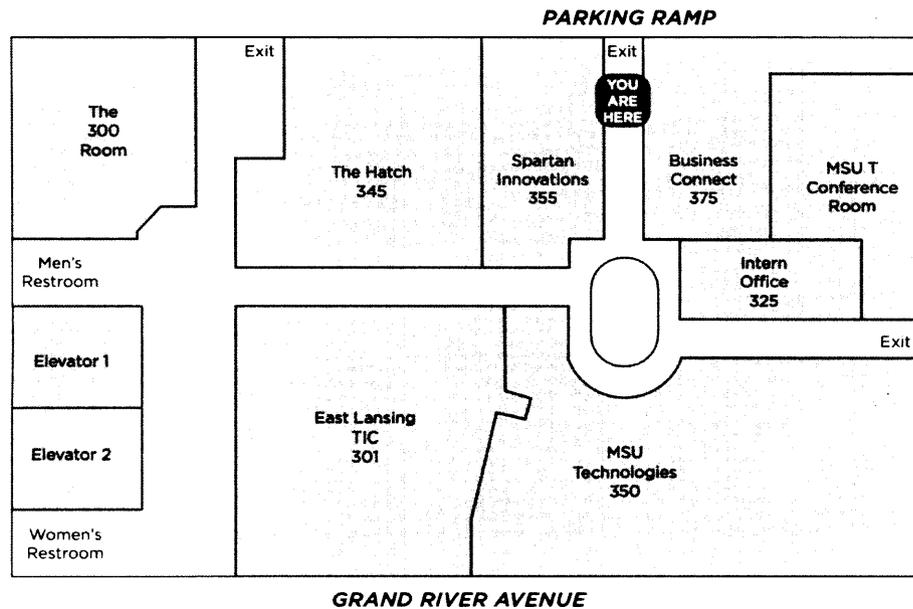 PARKING RAMP
Exit
Exit
YOU
ARE
HERE
The
300
Room
The Hatch
345
Spartan
Innovations
355
Business
Connect
375
MSU T
Conference
Room
Men's
Restroom
Intern
Office
325
Exit
Elevator 1
Elevator 2
East Lansing
TIC
301
MSU
Technologies
350
Women's
Restroom
GRAND RIVER AVENUE